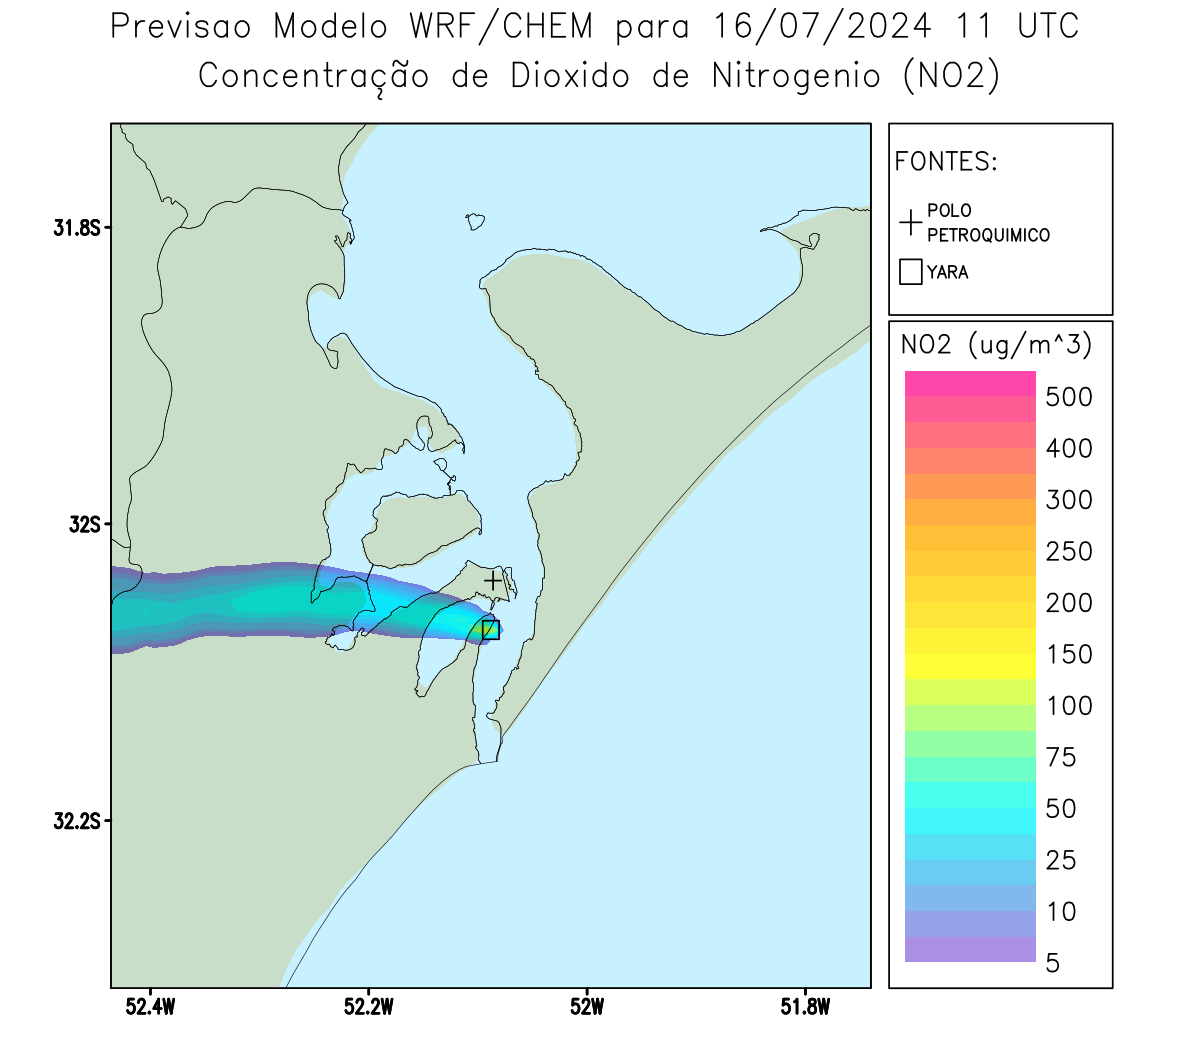 Previsao Modelo WRF/CHEM para 16/07/2024 11 UTC
Concentração de Dioxido de Nitrogenio (NO2)
FONTES:
POLO
PETROQUIMICO
YARA
NO2 (ug/m^3)
500
400
300
250
200
150
100
75
50
25
10
5
31.8S
32S
32.2S
52.4W
52.2W
52W
51.8W